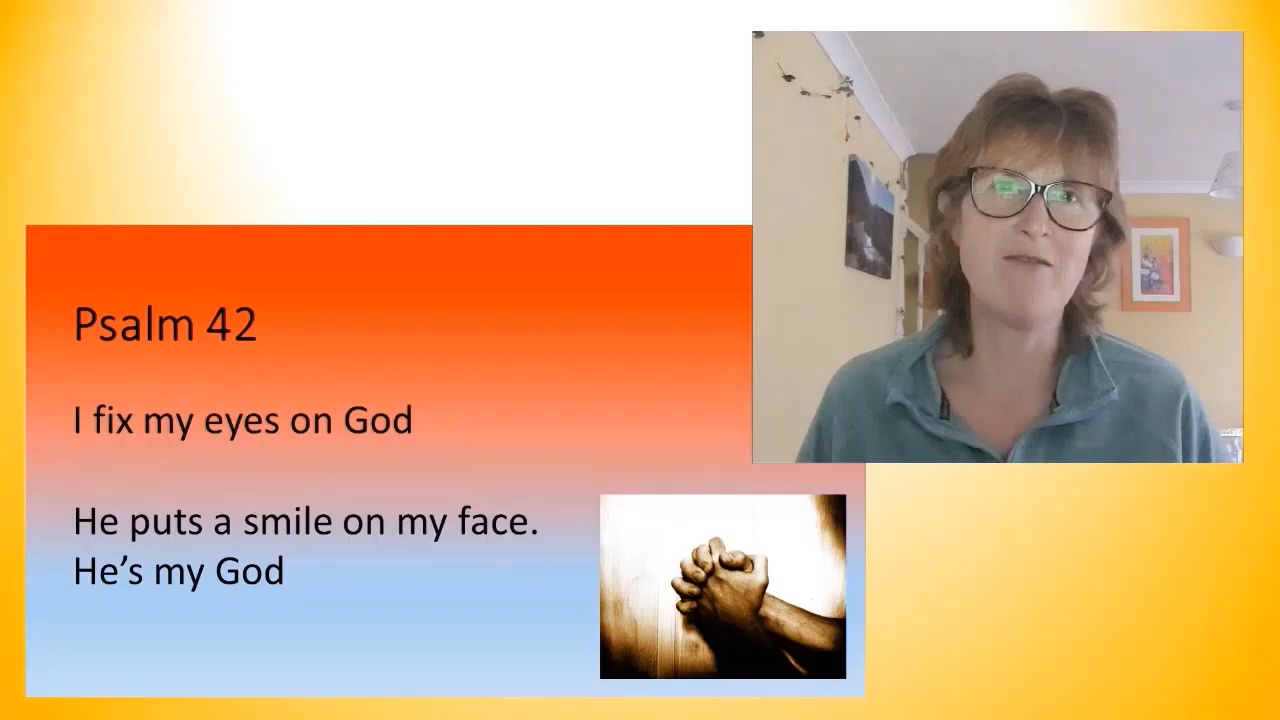 Psalm 42
I fix my eyes on God
He puts a smile on my face.
He’s my God